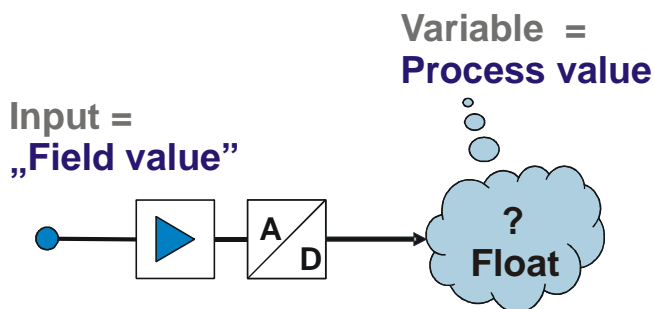 Variable =
Process value
Input =
„Field value”
A
D
?
Float